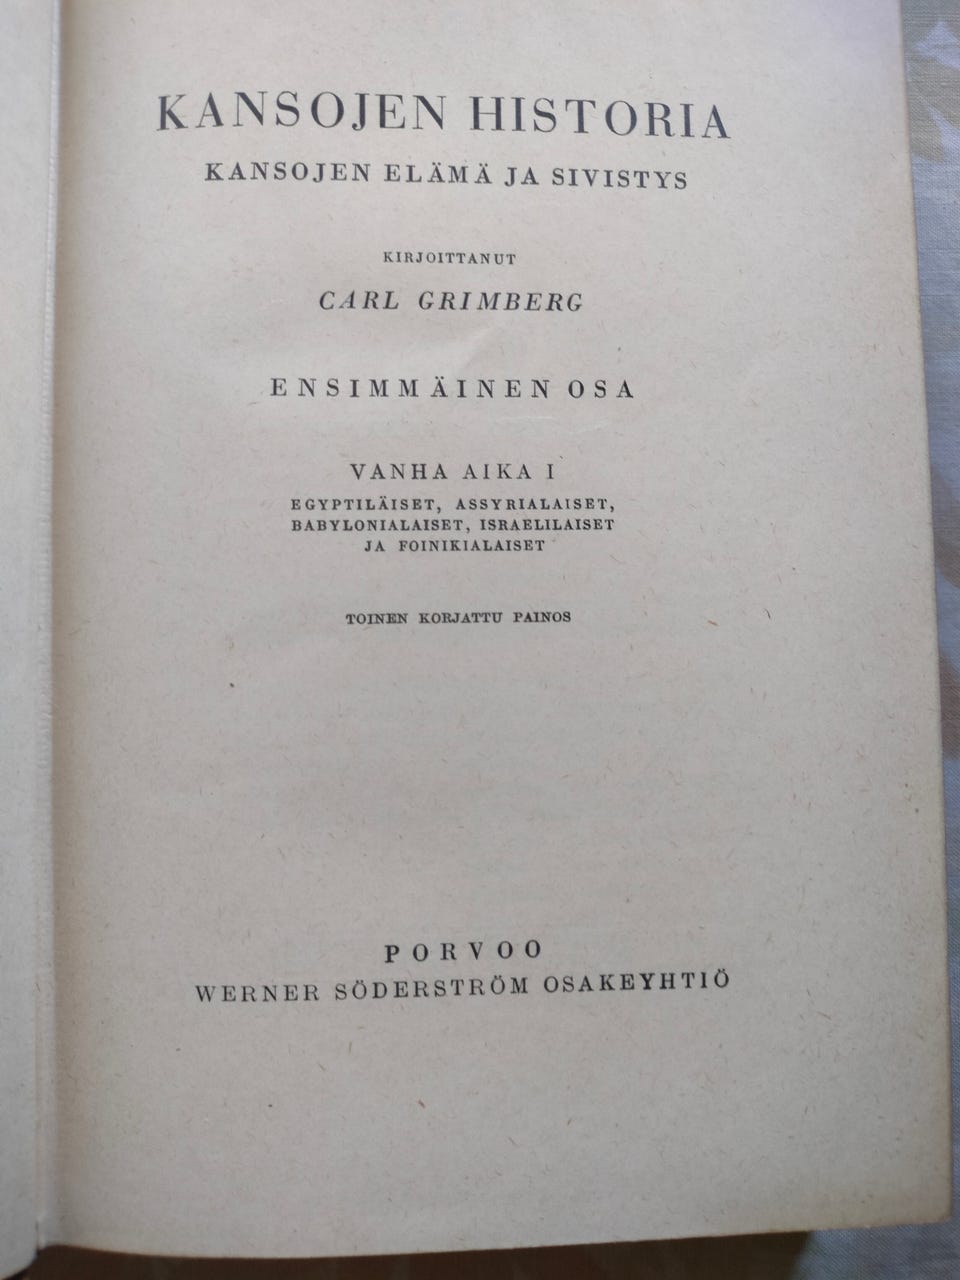 KANSOJEN HISTORIA
KANSOJEN ELÄMÄ JA SIVISTYS
KIRJOITTANUT
CARL GRIMBERG
ENSIMMÄINEN OSA
VANHA AIKA I
EGYPTILÄISET, ASSYRIALAISET,
BABYLONIALAISET, ISRAELILAISET
JA FOINIKIALAISET
TOINEN KORJATTU PAINOS
PORVOO
WERNER SÖDERSTRÖM OSAKEYHTIÖ